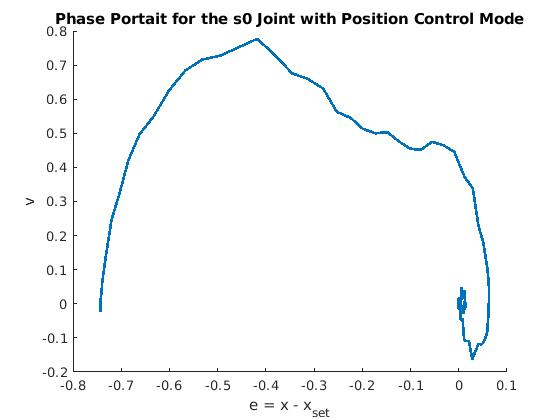 Phase Portait for the s0 Joint with Position Control Mode
0.8
0.7
0.6
0.5
0.4
0.3
0.2
0.1
0
-0.1
-0.2
v
-0.8 -0.7 -0.6 -0.5 -0.4 -0.3 -0.2 -0.1 0 0.1
e = x - x_set